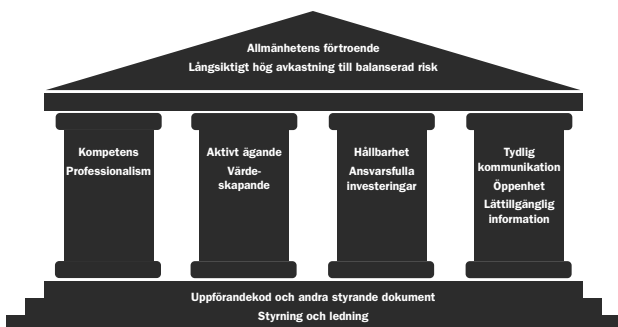 Allmänhetens förtroende
Långsiktigt hög avkastning till balanserad risk
Kompetens
Professionalism
Aktivt ägande
Värde-
skapande
Hållbarhet
Ansvarsfulla
investeringar
Tydlig
kommunikation
Öppenhet
Lättillgänglig
information
Uppförandekod och andra styrande dokument
Styrning och ledning